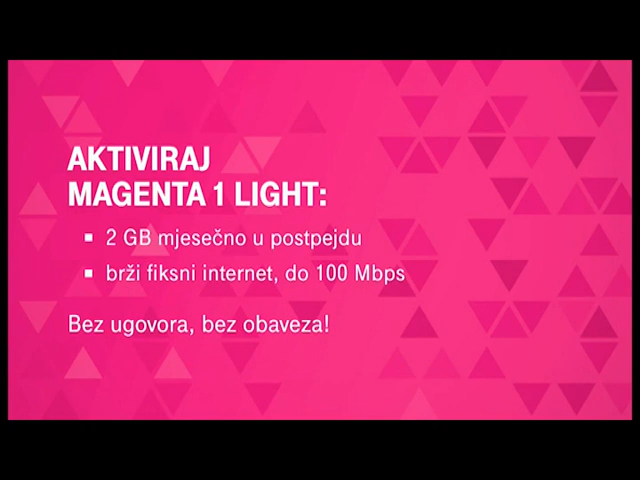 AKTIVIRAJ
MAGENTA 1 LIGHT:
▪ 2 GB mjesečno u postpejdu
▪ brži fiksni internet, do 100 Mbps
Bez ugovora, bez obaveza!